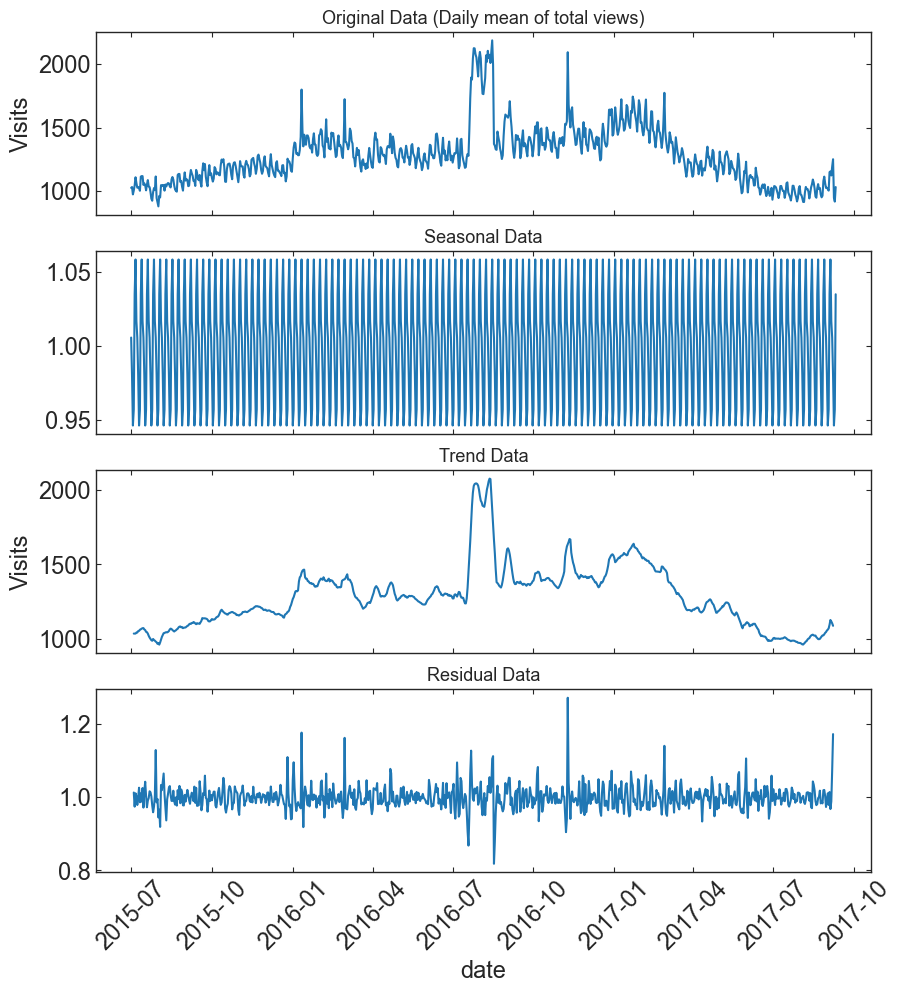 Original Data (Daily mean of total views)
Visits
2000
1500
1000
Seasonal Data
1.05
1.00
0.95
Trend Data
Visits
2000
1500
1000
Residual Data
1.2
1.0
0.8
2015-07 2015-10 2016-01 2016-04 2016-07 2016-10 2017-01 2017-04 2017-07 2017-10
date